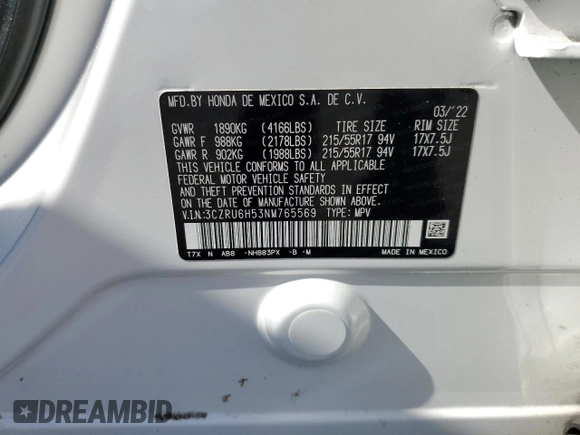 MFD.BY HONDA DE MEXICO S.A. DE C.V.
03/'22
GVWR 1890KG (4166LBS) TIRE SIZE RIM SIZE
GAWR F 988KG (2178LBS) 215/55R17 94V 17X7.5J
GAWR R 902KG (1988LBS) 215/55R17 94V 17X7.5J
THIS VEHICLE CONFORMS TO ALL APPLICABLE
FEDERAL MOTOR VEHICLE SAFETY
AND THEFT PREVENTION STANDARDS IN EFFECT
ON THE DATE OF MANUFACTURE SHOWN ABOVE.
V.I.N:3CZRU6H53NM765569 TYPE: MPV
T7X N AB8 -NH883PX -B -M MADE IN MEXICO
DREAMBID